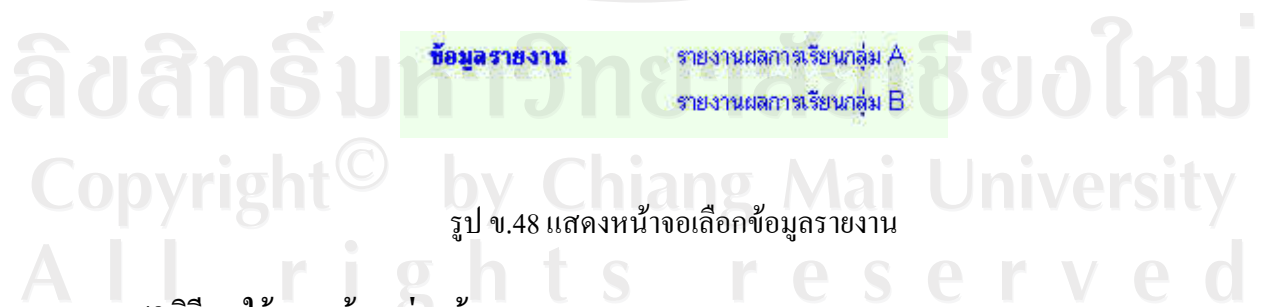 ข้อมูลรายงาน รายงานผลการเรียนกลุ่ม A
รายงานผลการเรียนกลุ่ม B
รูป ข.48 แสดงหน้าจอเลือกข้อมูลรายงาน
ลิขสิทธิ์มหาวิทยาลัยเชียงใหม่
Copyright© by Chiang Mai University
All rights reserved